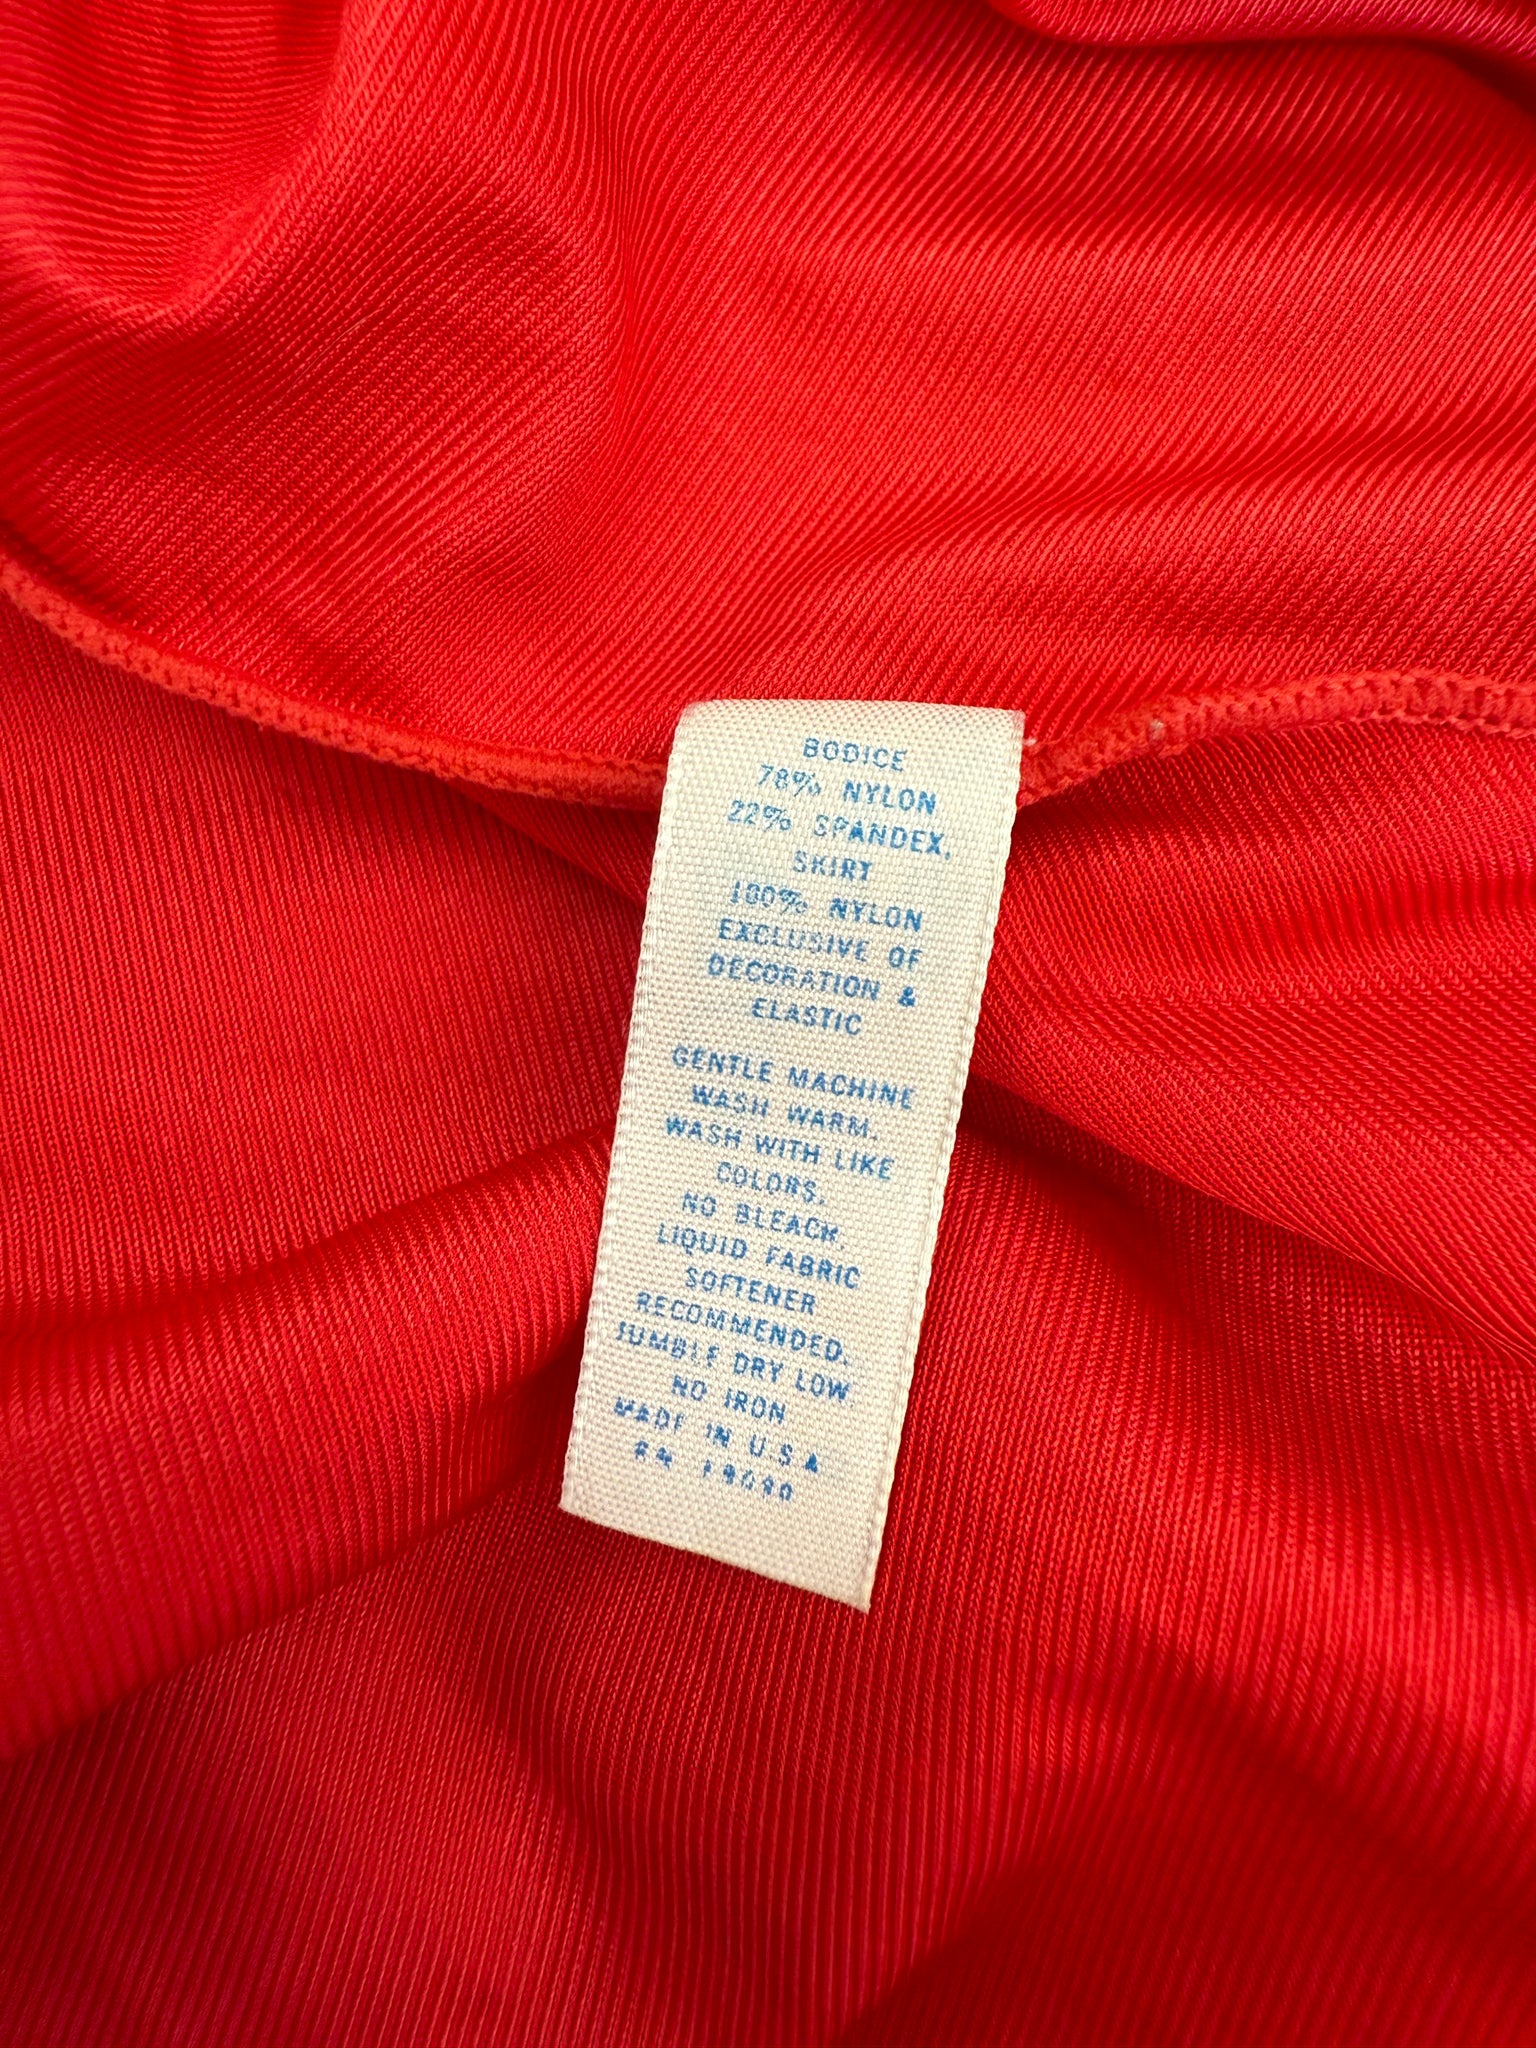 BODICE
78% NYLON
22% SPANDEX,
SKIRT
100% NYLON
EXCLUSIVE OF
DECORATION &
ELASTIC
GENTLE MACHINE
WASH WARM.
WASH WITH LIKE
COLORS.
NO BLEACH.
LIQUID FABRIC
SOFTENER
RECOMMENDED.
TUMBLE DRY LOW.
NO IRON
MADE IN U.S.A.
RN